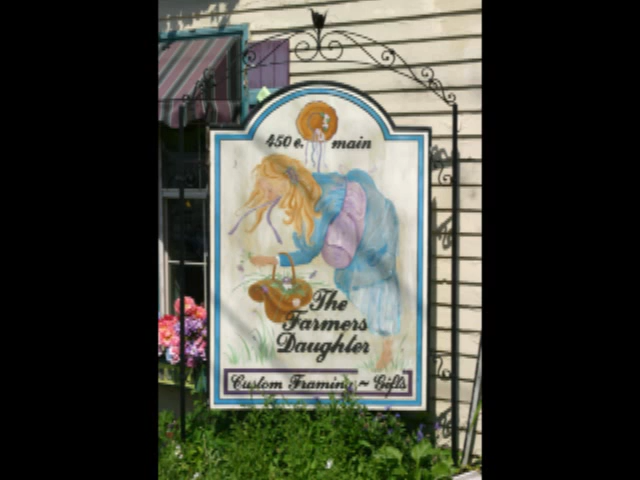 450 e. main
The
Farmers
Daughter
Custom Framing ~ Gifts